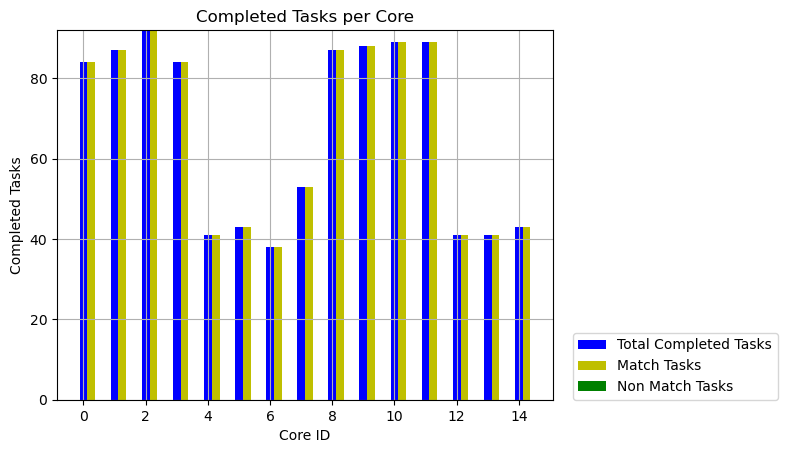 Completed Tasks per Core
Completed Tasks
80
60
40
20
0
0 2 4 6 8 10 12 14
Core ID
Total Completed Tasks
Match Tasks
Non Match Tasks